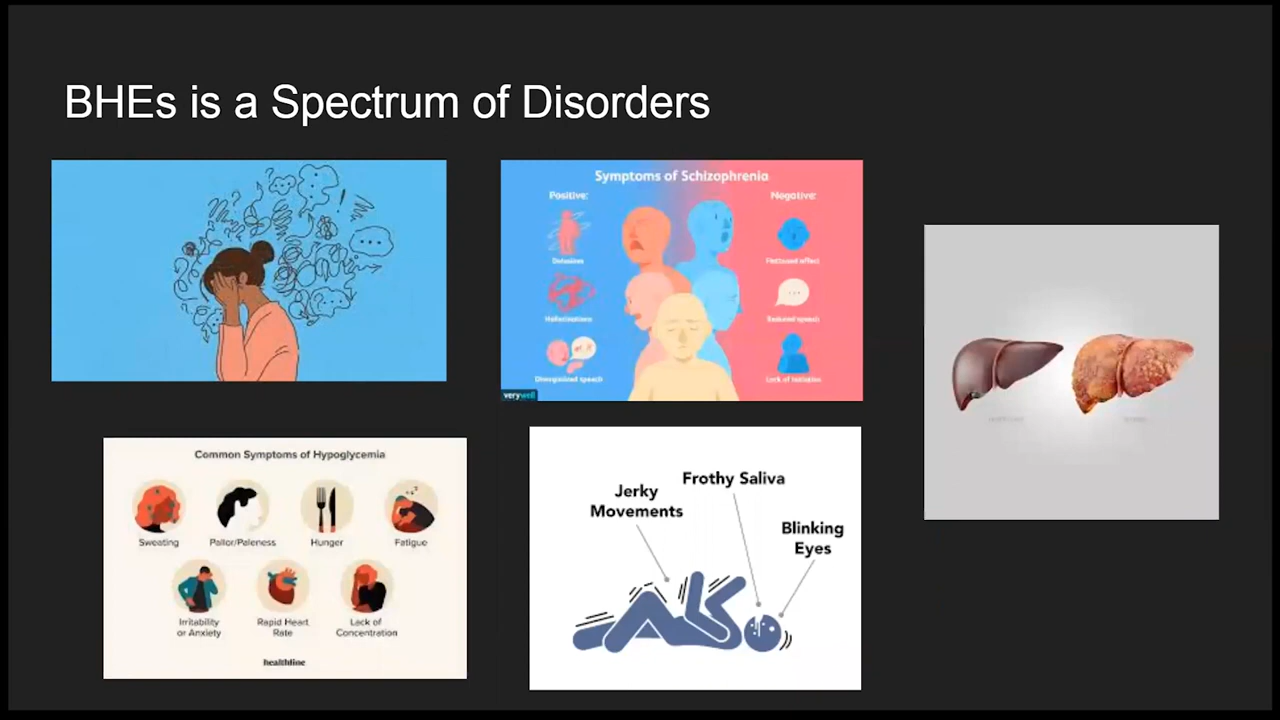 BHEs is a Spectrum of Disorders
Symptoms of Schizophrenia
Positive:
Negative:
Delusions
Flattened affect
Hallucinations
Reduced speech
Disorganized speech
Lack of initiative
verywell
Common Symptoms of Hypoglycemia
Sweating
Pallor/Paleness
Hunger
Fatigue
Irritability
or Anxiety
Rapid Heart
Rate
Lack of
Concentration
healthline
Jerky
Movements
Frothy Saliva
Blinking
Eyes